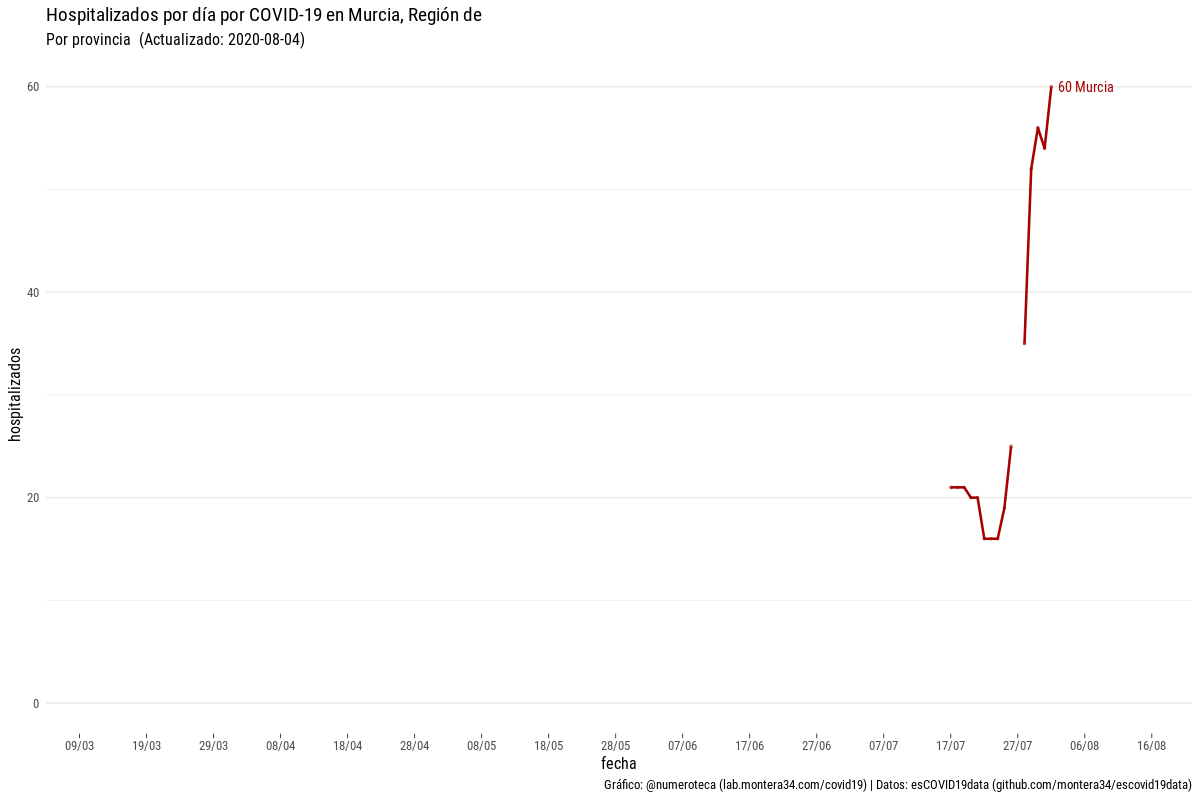 Hospitalizados por día por COVID-19 en Murcia, Región de
Por provincia  (Actualizado: 2020-08-04)
60
60 Murcia
40
hospitalizados
20
0
09/03 19/03 29/03 08/04 18/04 28/04 08/05 18/05 28/05 07/06 17/06 27/06 07/07 17/07 27/07 06/08 16/08
fecha
Gráfico: @numeroteca (lab.montera34.com/covid19) | Datos: esCOVID19data (github.com/montera34/escovid19data)